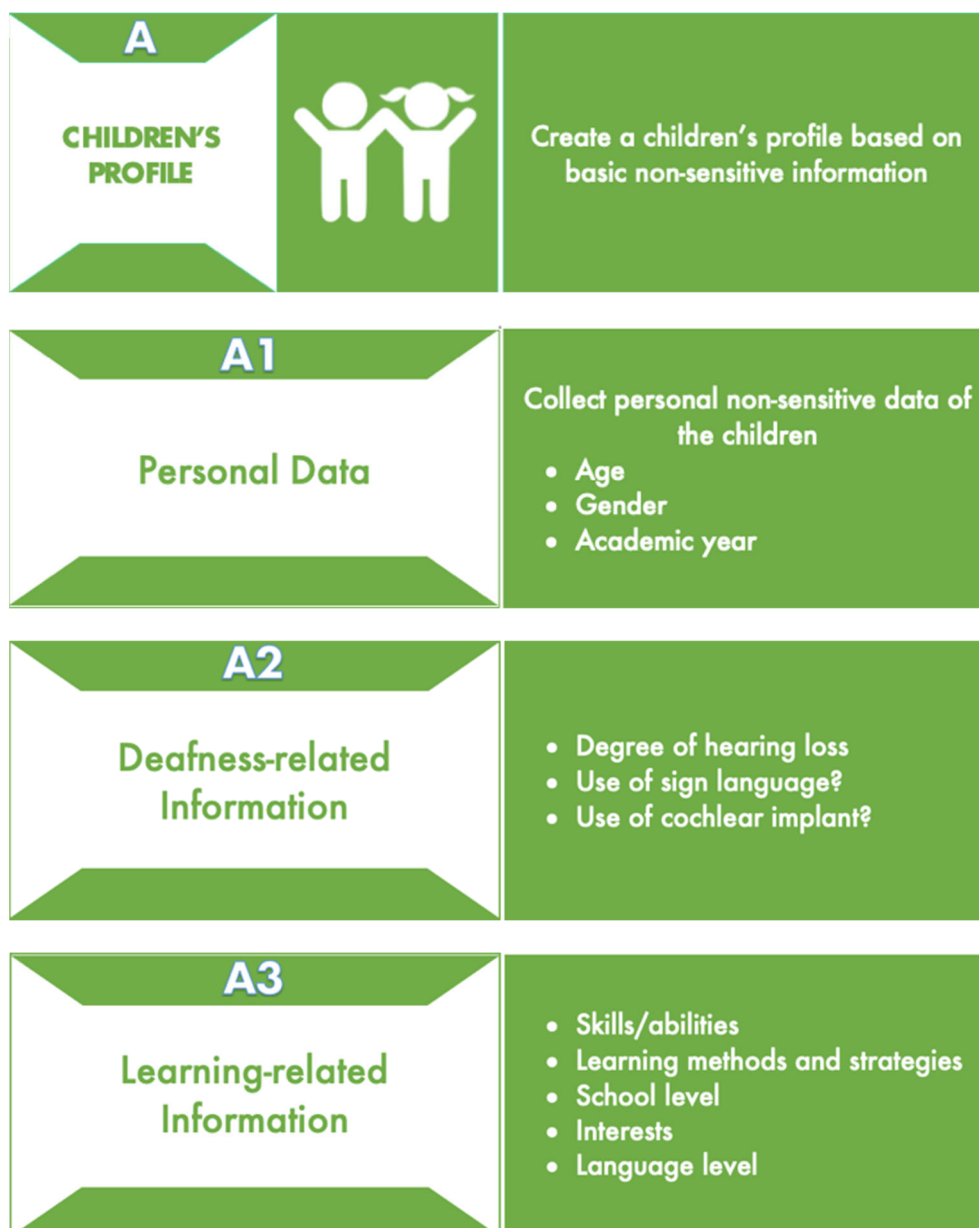 A
CHILDREN'S
PROFILE
Create a children's profile based on
basic non-sensitive information
A1
Personal Data
Collect personal non-sensitive data of
the children
• Age
• Gender
• Academic year
A2
Deafness-related
Information
• Degree of hearing loss
• Use of sign language?
• Use of cochlear implant?
A3
Learning-related
Information
• Skills/abilities
• Learning methods and strategies
• School level
• Interests
• Language level